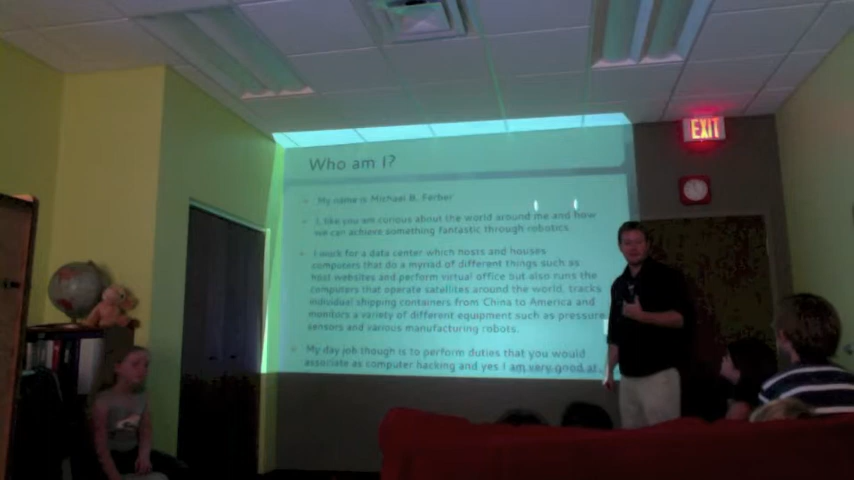 Who am I?
My name is Michael B. Ferber
I, like you am curious about the world around me and how
we can achieve something fantastic through robotics.
I work for a data center which hosts and houses
computers that do a myriad of different things such as
host websites and perform virtual office but also runs the
computers that operate satellites around the world, tracks
individual shipping containers from China to America and
monitors a variety of different equipment such as pressure
sensors and various manufacturing robots.
My day job though is to perform duties that you would
associate as computer hacking and yes I am very good at
EXIT